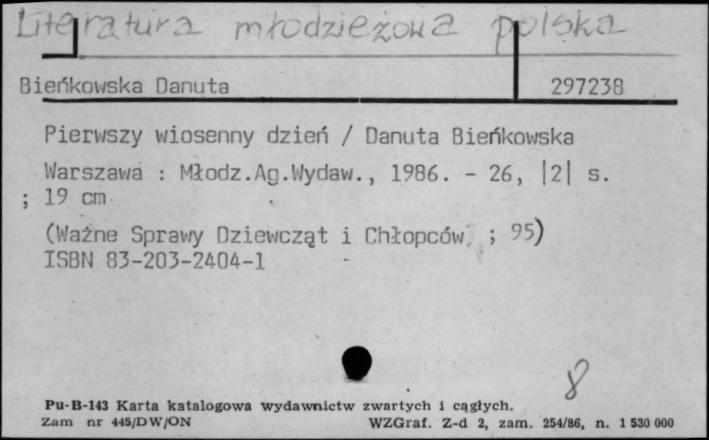 Literatura młodzieżowa polska
Bieńkowska Danuta 297238
Pierwszy wiosenny dzień / Danuta Bieńkowska
Warszawa : Młodz.Ag.Wydaw., 1986. - 26, |2| s.
; 19 cm
(Ważne Sprawy Dziewcząt i Chłopców ; 95)
ISBN 83-203-2404-1
8
Pu-B-143 Karta katalogowa wydawnictw zwartych i ciągłych.
Zam nr 445/DW/ON WZGraf. Z-d 2, zam. 254/86, n. 1 530 000